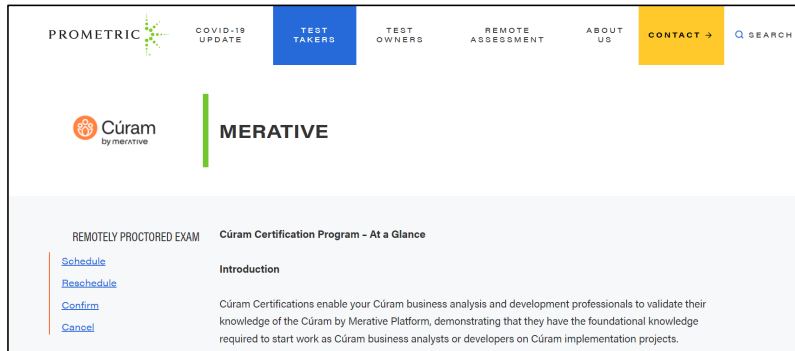 PROMETRIC
COVID-19
UPDATE
TEST
TAKERS
TEST
OWNERS
REMOTE
ASSESSMENT
ABOUT
US
CONTACT →
SEARCH
Cúram
by merative
MERATIVE
REMOTELY PROCTORED EXAM
Schedule
Reschedule
Confirm
Cancel
Cúram Certification Program – At a Glance
Introduction
Cúram Certifications enable your Cúram business analysis and development professionals to validate their
knowledge of the Cúram by Merative Platform, demonstrating that they have the foundational knowledge
required to start work as Cúram business analysts or developers on Cúram implementation projects.